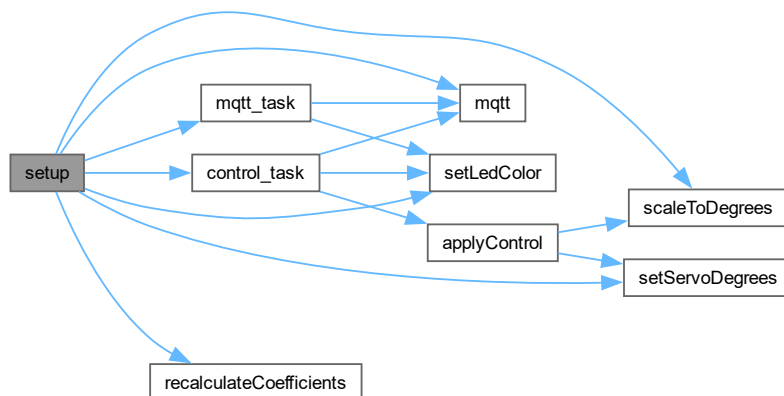 setup
mqtt_task
control_task
mqtt
setLedColor
applyControl
scaleToDegrees
setServoDegrees
recalculateCoefficients